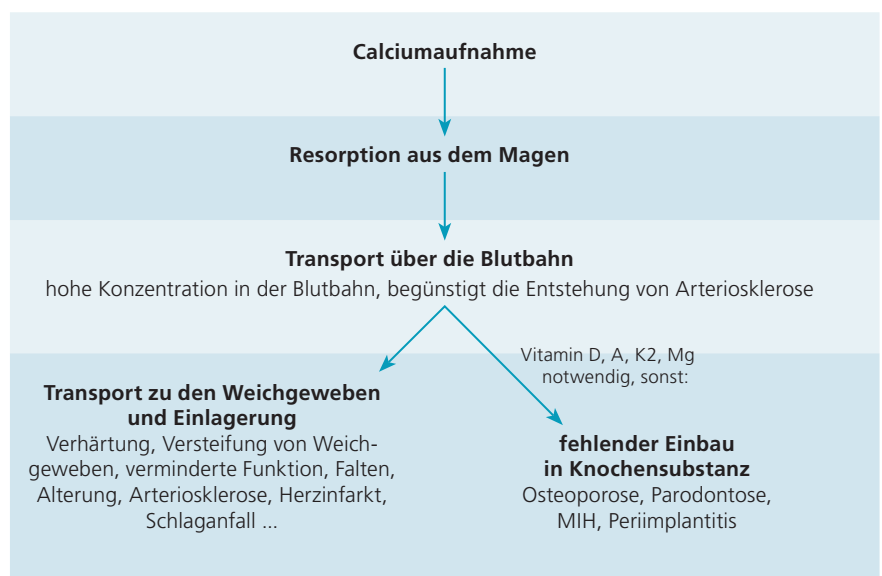 Calciumaufnahme
Resorption aus dem Magen
Transport über die Blutbahn
hohe Konzentration in der Blutbahn, begünstigt die Entstehung von Arteriosklerose
Vitamin D, A, K2, Mg
notwendig, sonst:
Transport zu den Weichgeweben
und Einlagerung
Verhärtung, Versteifung von Weich-
geweben, verminderte Funktion, Falten,
Alterung, Arteriosklerose, Herzinfarkt,
Schlaganfall ...
fehlender Einbau
in Knochensubstanz
Osteoporose, Parodontose,
MIH, Periimplantitis